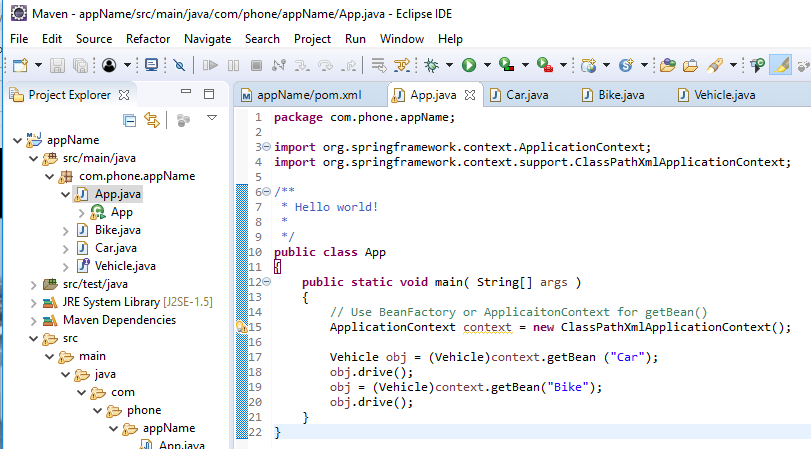 Maven - appName/src/main/java/com/phone/appName/App.java - Eclipse IDE
File Edit Source Refactor Navigate Search Project Run Window Help
Project Explorer
appName/pom.xml App.java Car.java Bike.java Vehicle.java
appName
src/main/java
com.phone.appName
App.java
App
Bike.java
Car.java
Vehicle.java
src/test/java
JRE System Library [J2SE-1.5]
Maven Dependencies
src
main
java
com
phone
appName
App.java
1 package com.phone.appName;
2
3 import org.springframework.context.ApplicationContext;
4 import org.springframework.context.support.ClassPathXmlApplicationContext;
5
6 /**
7 * Hello world!
8 *
9 */
10 public class App
11 {
12 public static void main( String[] args )
13 {
14 // Use BeanFactory or ApplicaitonContext for getBean()
15 ApplicationContext context = new ClassPathXmlApplicationContext();
16
17 Vehicle obj = (Vehicle)context.getBean ("Car");
18 obj.drive();
19 obj = (Vehicle)context.getBean("Bike");
20 obj.drive();
21 }
22 }